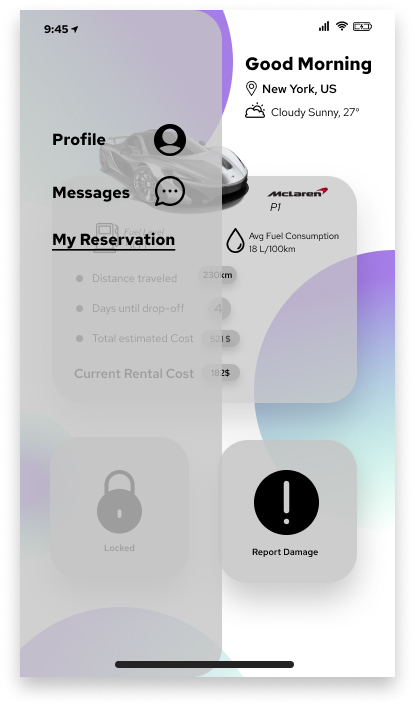 9:45
Good Morning
New York, US
Cloudy Sunny, 27°
Profile
Messages
McLaren
P1
My Reservation
Fuel Level
Avg Fuel Consumption
18 L/100km
Distance traveled 230km
Days until drop-off 4
Total estimated Cost 521 $
Current Rental Cost 182$
Locked
Report Damage